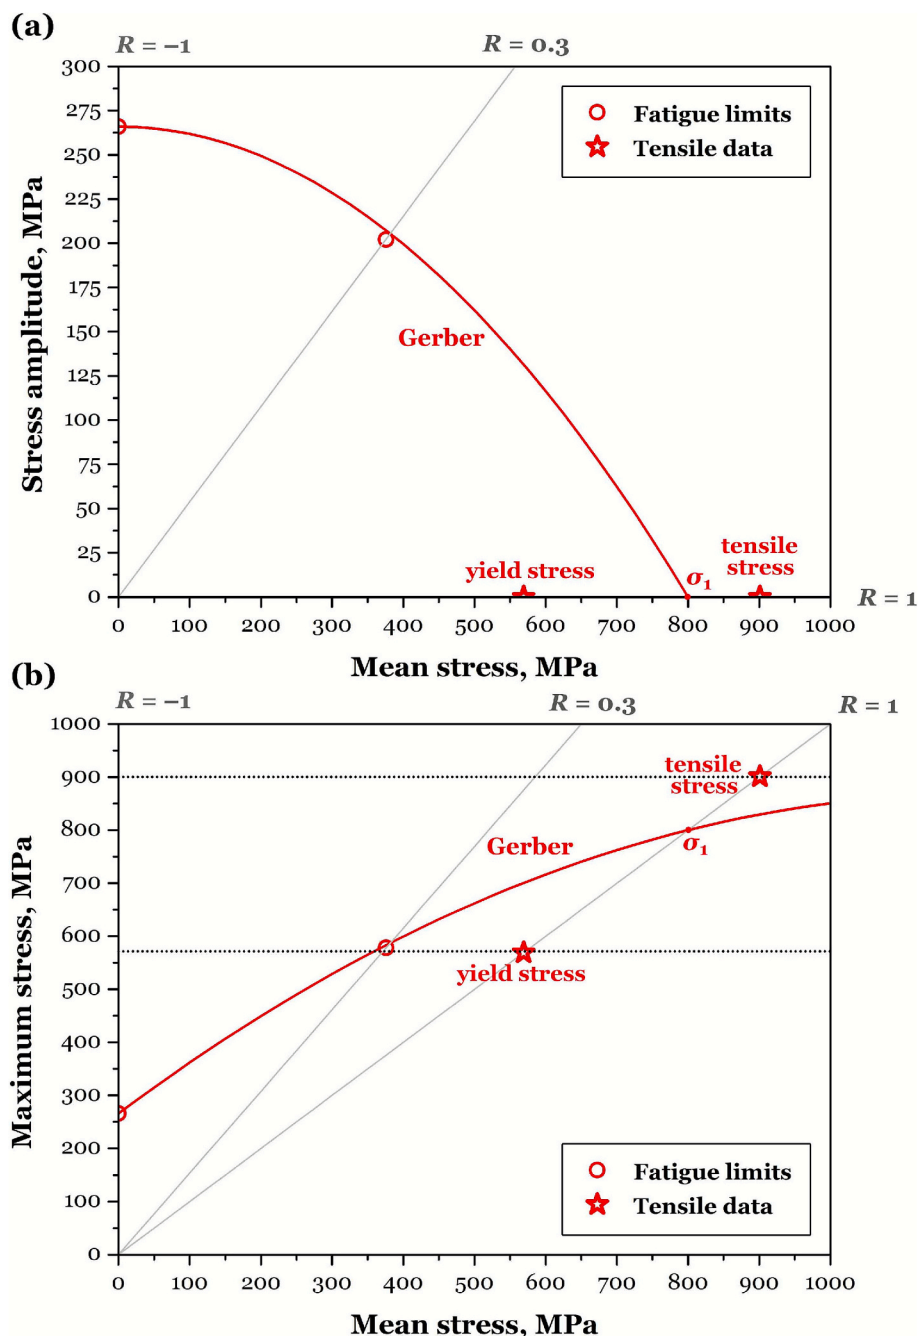 (a)
R = –1
R = 0.3
300
275
250
225
200
175
150
125
100
75
50
25
0
Stress amplitude, MPa
Fatigue limits
Tensile data
Gerber
yield stress
σ1
tensile
stress
R = 1
0 100 200 300 400 500 600 700 800 900 1000
Mean stress, MPa
(b)
R = –1
R = 0.3
R = 1
1000
900
800
700
600
500
400
300
200
100
0
Maximum stress, MPa
tensile
stress
Gerber
σ1
yield stress
Fatigue limits
Tensile data
0 100 200 300 400 500 600 700 800 900 1000
Mean stress, MPa